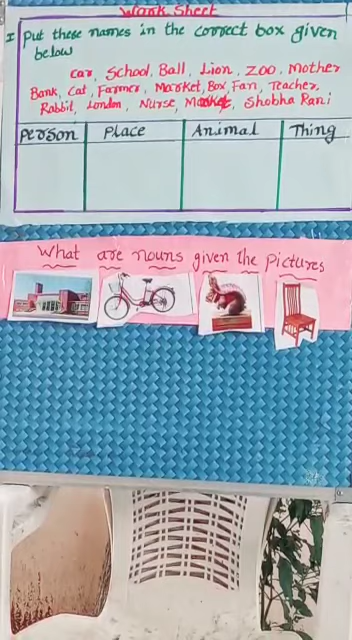 Work Sheet
I Put these names in the correct box given
below
Car, School, Ball, Lion, Zoo, Mother
Bank, Cat, Farmer, Market, Box, Fan, Teacher,
Rabbit, London, Nurse, Market, Shobha Rani
Person Place Animal Thing
What are nouns given the pictures